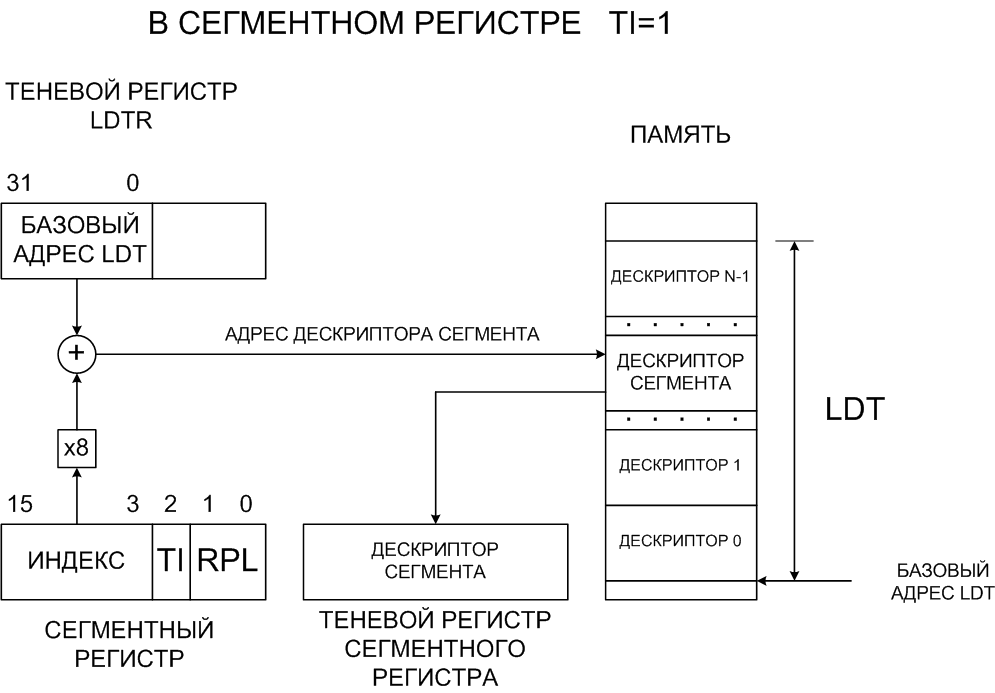 В СЕГМЕНТНОМ РЕГИСТРЕ TI=1
ТЕНЕВОЙ РЕГИСТР
LDTR
ПАМЯТЬ
31 0
БАЗОВЫЙ
АДРЕС LDT
ДЕСКРИПТОР N-1
. . . . .
АДРЕС ДЕСКРИПТОРА СЕГМЕНТА
+
ДЕСКРИПТОР
СЕГМЕНТА
LDT
. . . . .
x8
ДЕСКРИПТОР 1
15 3 2 1 0
ИНДЕКС TI RPL
ДЕСКРИПТОР
СЕГМЕНТА
ДЕСКРИПТОР 0
БАЗОВЫЙ
АДРЕС LDT
СЕГМЕНТНЫЙ
РЕГИСТР
ТЕНЕВОЙ РЕГИСТР
СЕГМЕНТНОГО
РЕГИСТРА